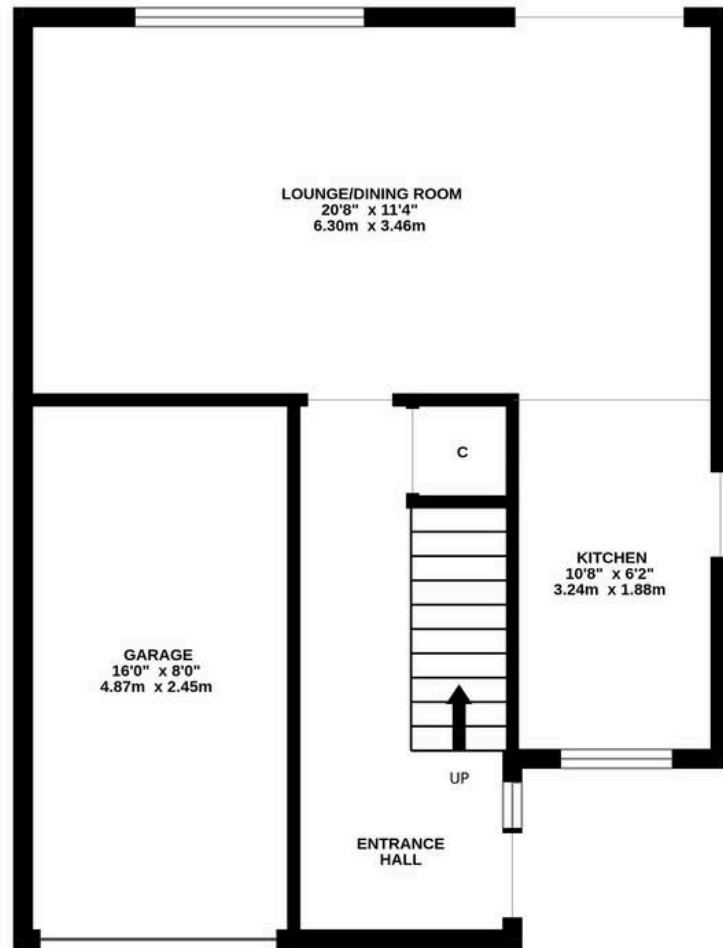 LOUNGE/DINING ROOM
20'8" x 11'4"
6.30m x 3.46m
C
KITCHEN
10'8" x 6'2"
3.24m x 1.88m
GARAGE
16'0" x 8'0"
4.87m x 2.45m
UP
ENTRANCE
HALL